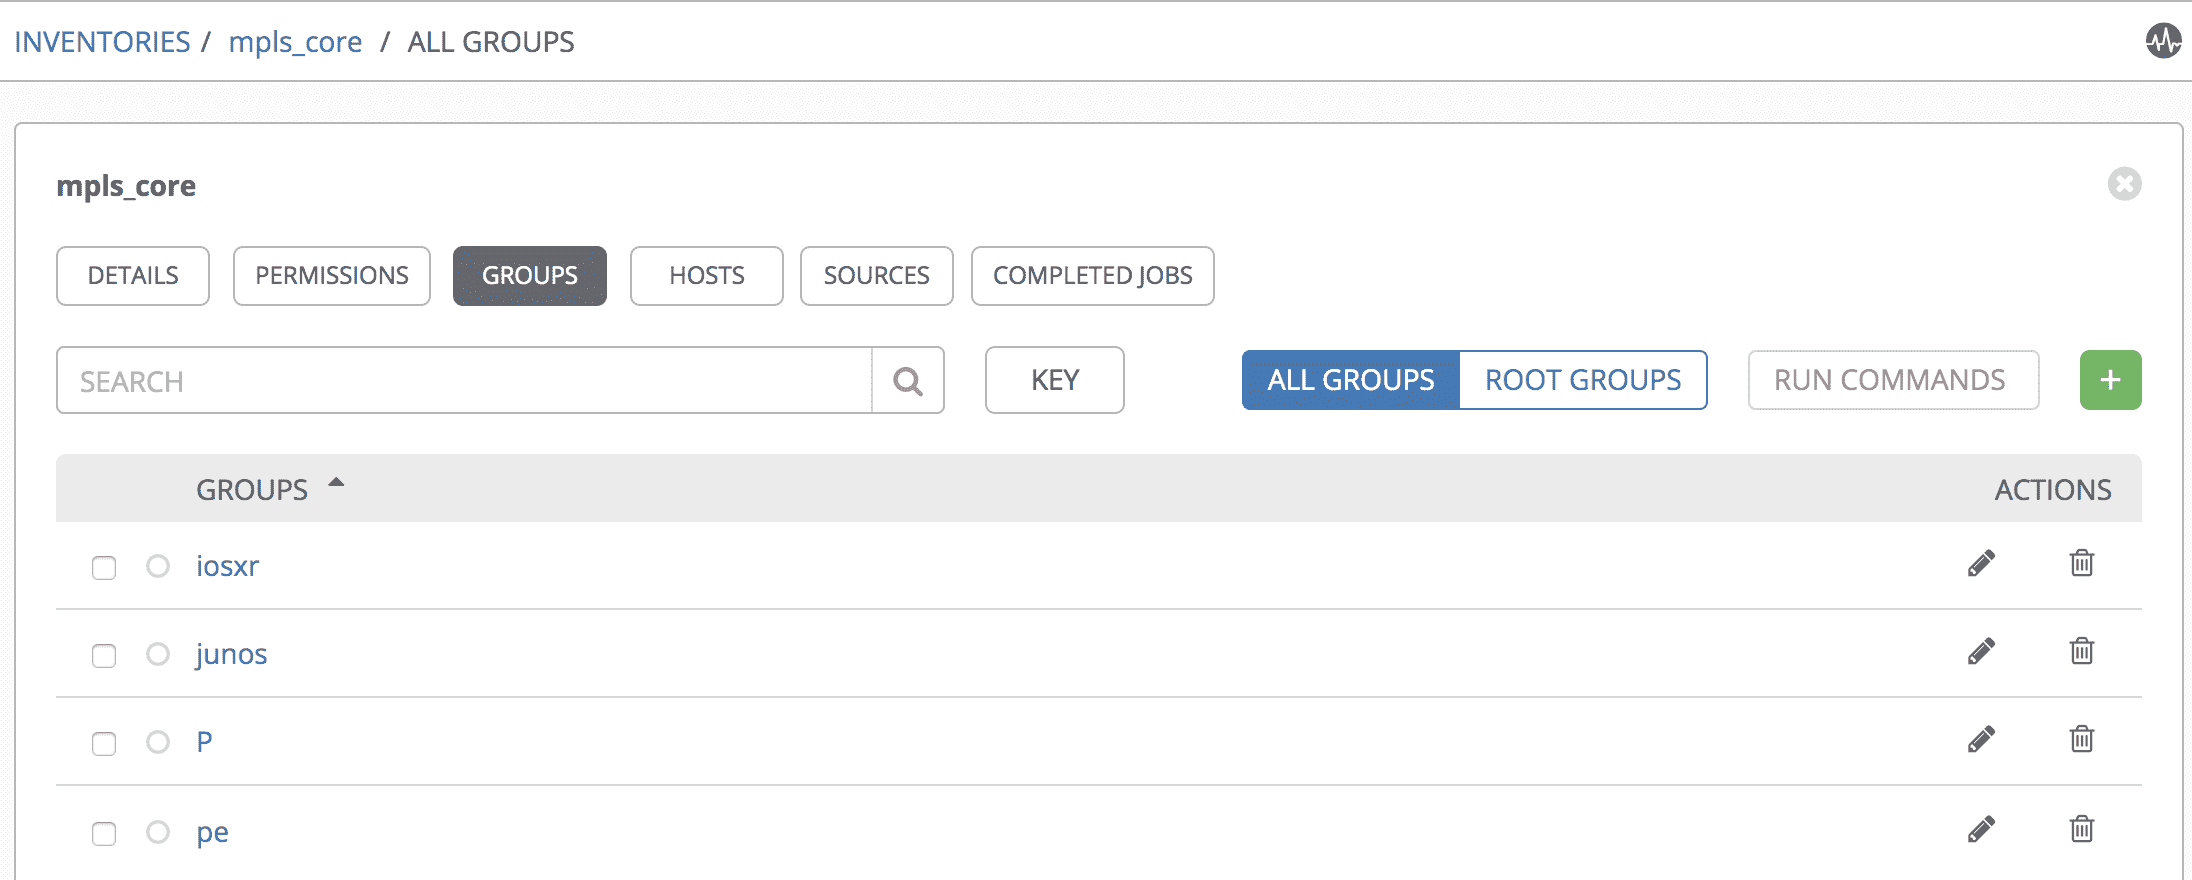 INVENTORIES / mpls_core / ALL GROUPS
mpls_core
DETAILS PERMISSIONS GROUPS HOSTS SOURCES COMPLETED JOBS
SEARCH KEY ALL GROUPS ROOT GROUPS RUN COMMANDS +
GROUPS ACTIONS
iosxr
junos
P
pe